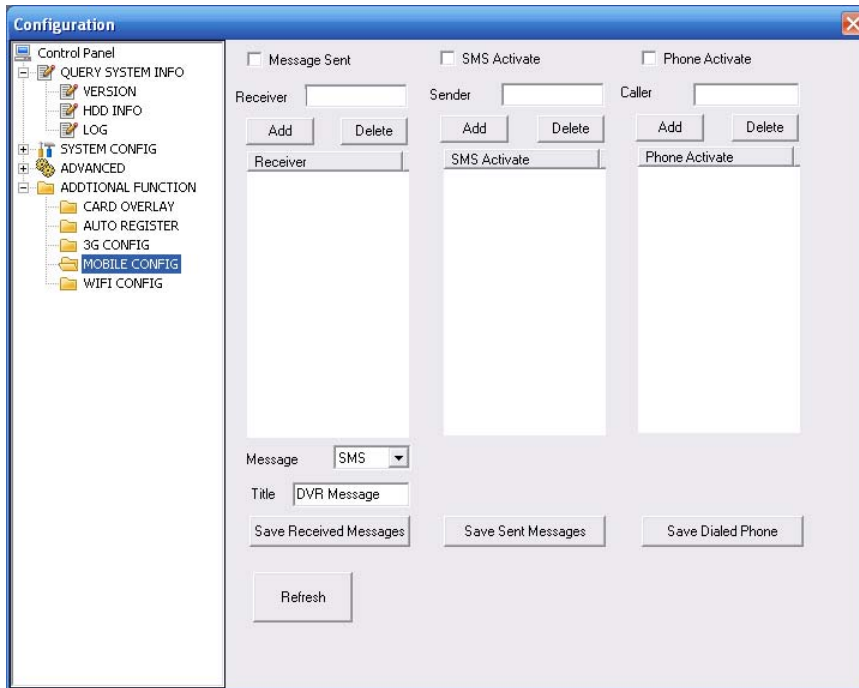 Configuration
Control Panel
QUERY SYSTEM INFO
VERSION
HDD INFO
LOG
SYSTEM CONFIG
ADVANCED
ADDTIONAL FUNCTION
CARD OVERLAY
AUTO REGISTER
3G CONFIG
MOBILE CONFIG
WIFI CONFIG
Message Sent
Receiver
Add Delete
Receiver
Message SMS
Title DVR Message
Save Received Messages
Refresh
SMS Activate
Sender
Add Delete
SMS Activate
Save Sent Messages
Phone Activate
Caller
Add Delete
Phone Activate
Save Dialed Phone